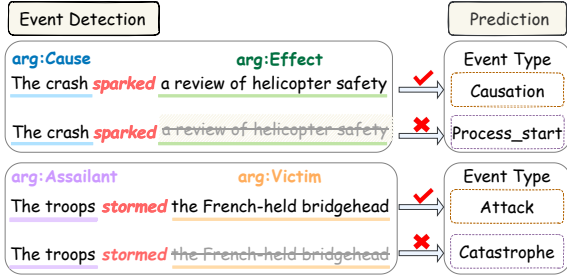 Event Detection
Prediction
arg:Cause arg:Effect
The crash sparked a review of helicopter safety
Event Type
Causation
The crash sparked a review of helicopter safety
Process_start
arg:Assailant arg:Victim
The troops stormed the French-held bridgehead
Event Type
Attack
The troops stormed the French-held bridgehead
Catastrophe